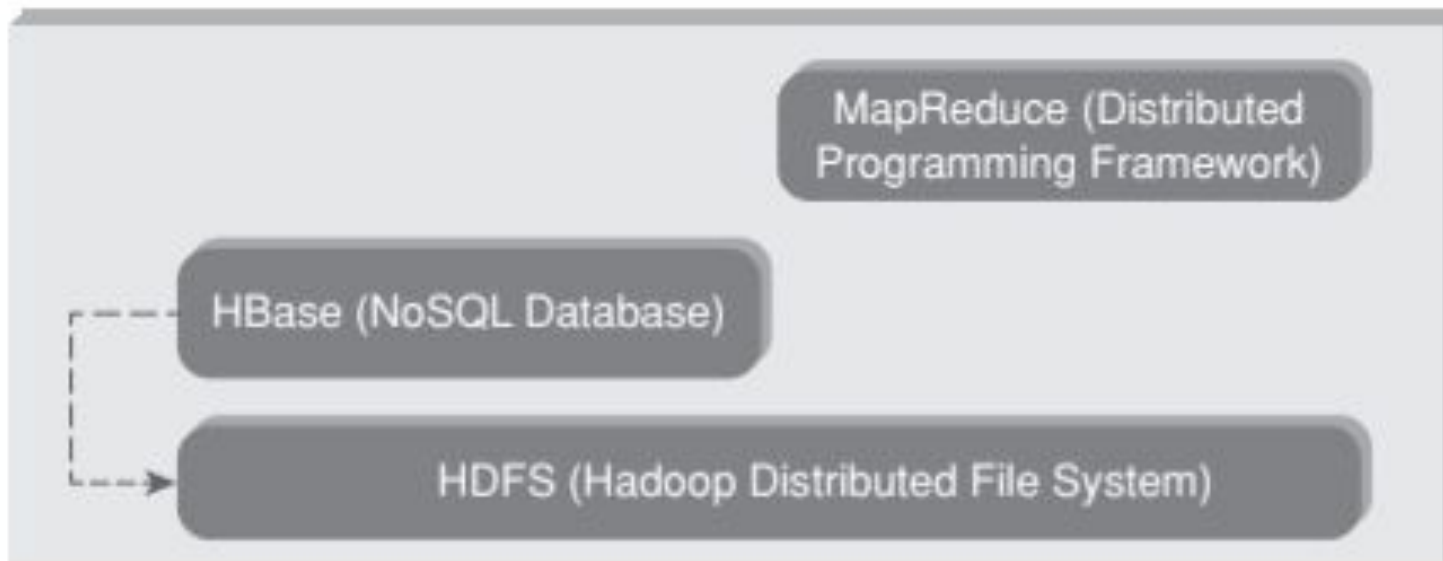 MapReduce (Distributed
Programming Framework)
HBase (NoSQL Database)
HDFS (Hadoop Distributed File System)